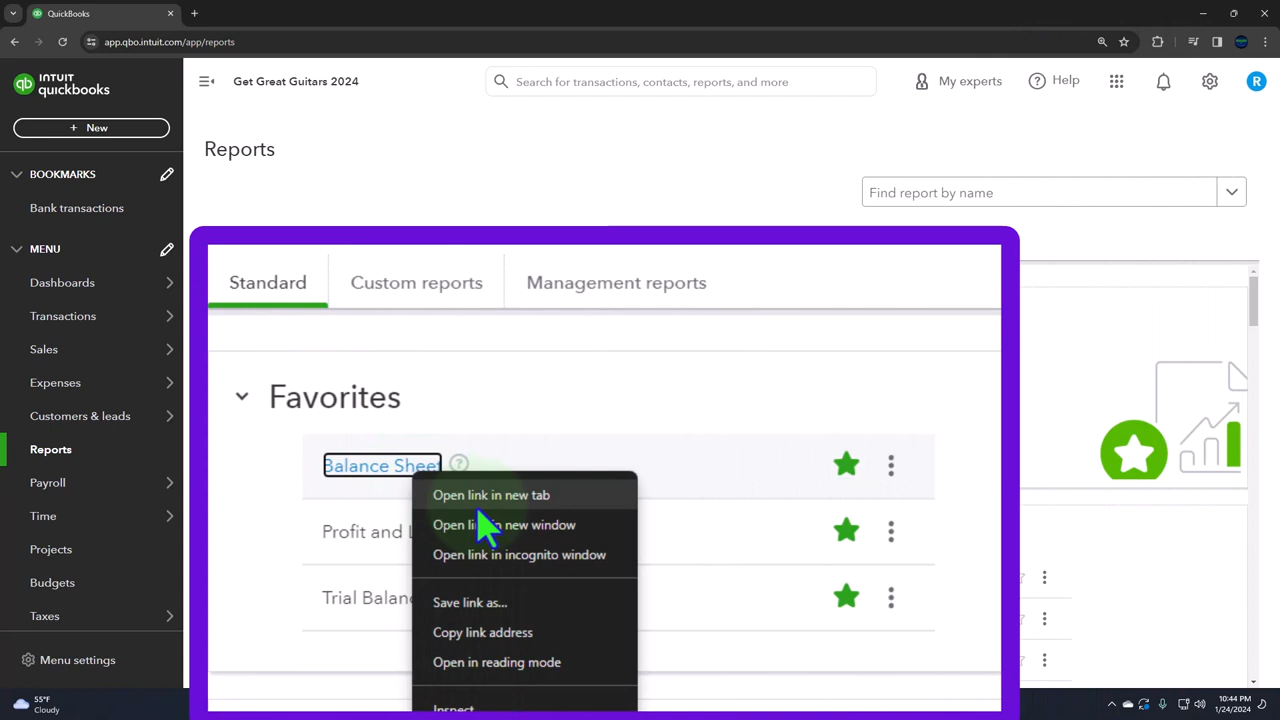 QuickBooks
qbo.intuit.com/app/reports
INTUIT
quickbooks
Get Great Guitars 2024
Search for transactions, contacts, reports, and more
My experts
Help
R
+ New
Reports
BOOKMARKS
Bank transactions
Find report by name
MENU
Dashboards
Transactions
Sales
Expenses
Customers & leads
Reports
Payroll
Time
Projects
Budgets
Taxes
Menu settings
Standard
Custom reports
Management reports
Favorites
Balance Sheet
Profit and L
Trial Balan
Open link in new tab
Open link in new window
Open link in incognito window
Save link as...
Copy link address
Open in reading mode
Inspect
55°F
Cloudy
10:44 PM
1/24/2024